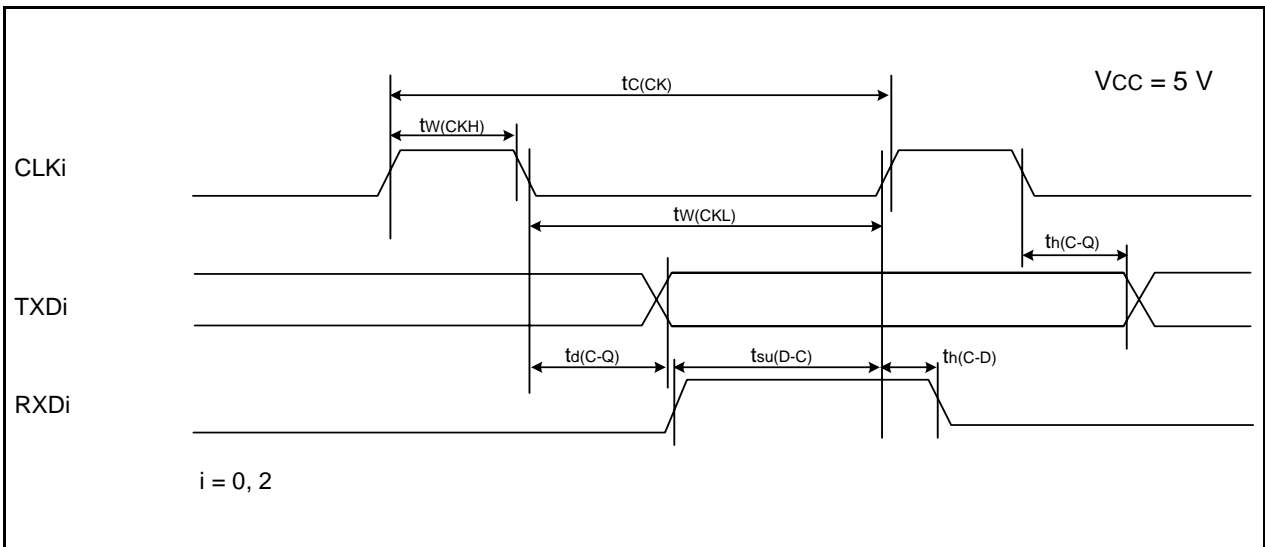 tC(CK)
VCC = 5 V
tW(CKH)
CLKi
tW(CKL)
th(C-Q)
TXDi
td(C-Q)
tsu(D-C)
th(C-D)
RXDi
i = 0, 2